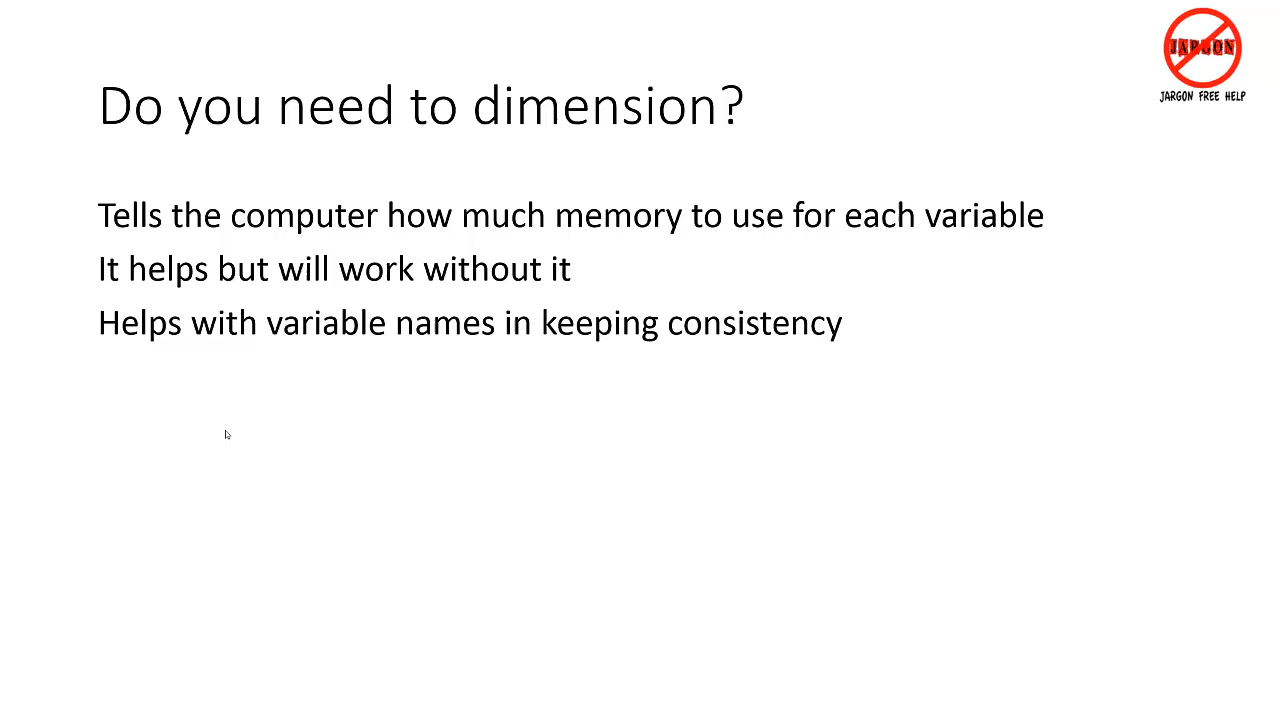 JARGON
JARGON FREE HELP
Do you need to dimension?
Tells the computer how much memory to use for each variable
It helps but will work without it
Helps with variable names in keeping consistency